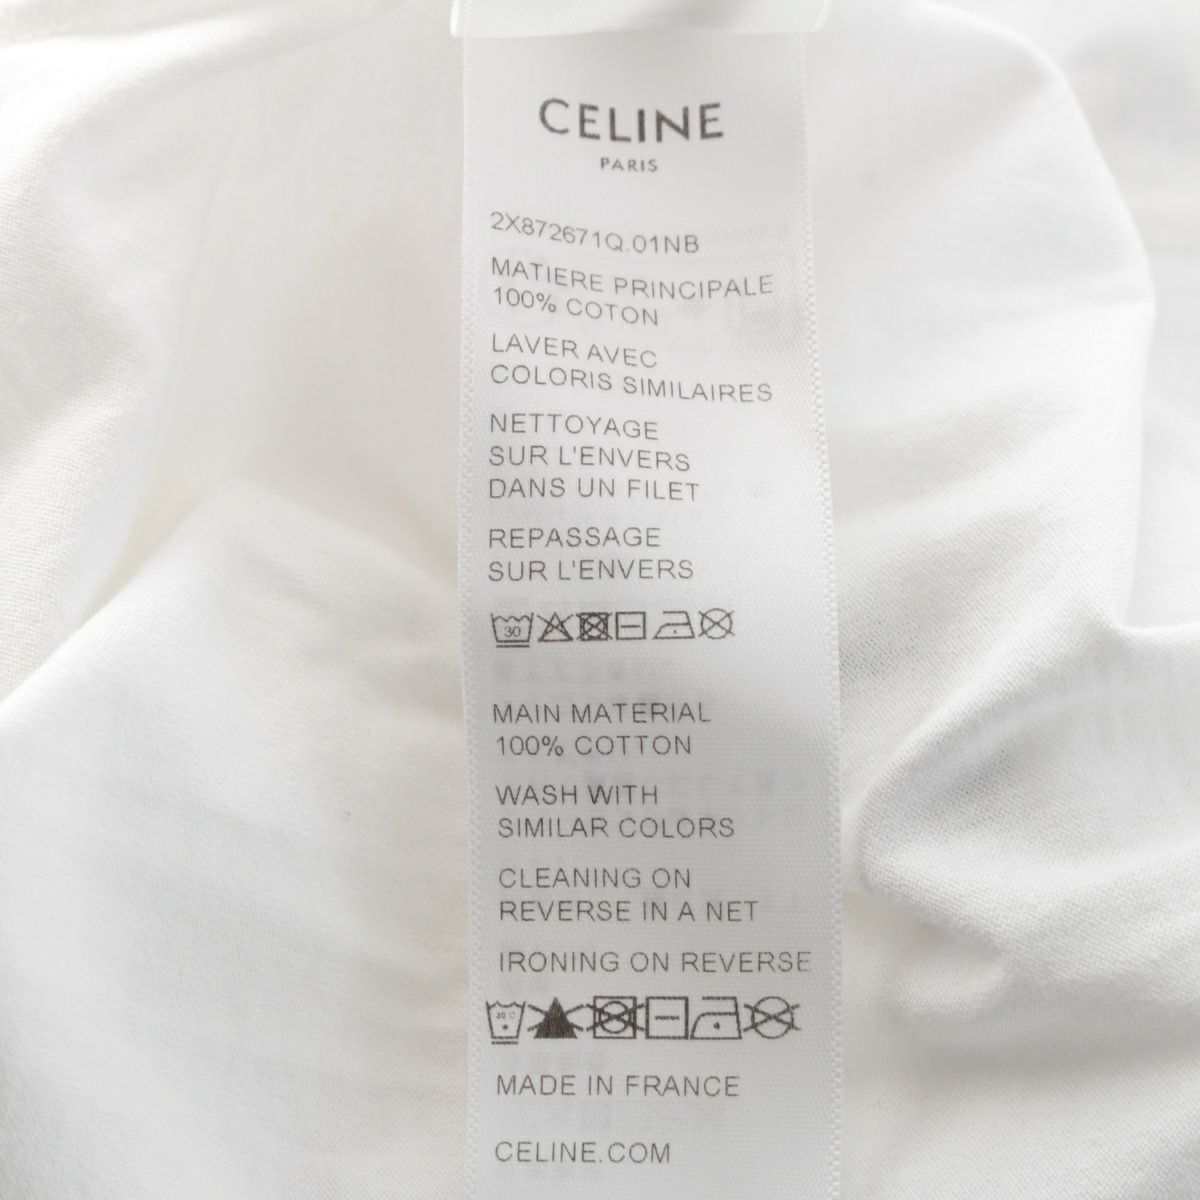 CELINE
PARIS
2X872671Q.01NB
MATIERE PRINCIPALE
100% COTON
LAVER AVEC
COLORIS SIMILAIRES
NETTOYAGE
SUR L'ENVERS
DANS UN FILET
REPASSAGE
SUR L'ENVERS
30
MAIN MATERIAL
100% COTTON
WASH WITH
SIMILAR COLORS
CLEANING ON
REVERSE IN A NET
IRONING ON REVERSE
30 C
MADE IN FRANCE
CELINE.COM